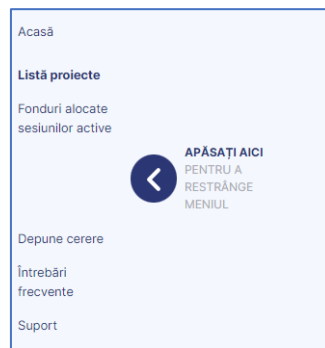 Acasă
Listă proiecte
Fonduri alocate
sesiunilor active
APĂSAȚI AICI
PENTRU A
RESTRÂNGE
MENIUL
Depune cerere
Întrebări
frecvente
Suport